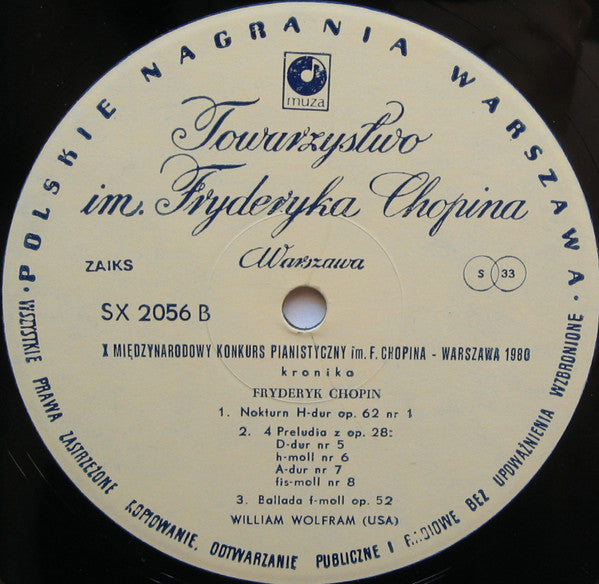 POLSKIE NAGRANIA WARSZAWA
muza
Towarzystwo
im. Fryderyka Chopina
Warszawa
ZAIKS
S 33
SX 2056 B
X MIĘDZYNARODOWY KONKURS PIANISTYCZNY im. F. CHOPINA - WARSZAWA 1980
kronika
FRYDERYK CHOPIN
1. Nokturn H-dur op. 62 nr 1
2. 4 Preludia z op. 28:
D-dur nr 5
h-moll nr 6
A-dur nr 7
fis-moll nr 8
3. Ballada f-moll op. 52
WILLIAM WOLFRAM (USA)
• WSZYSTKIE PRAWA ZASTRZEŻONE KOPIOWANIE, ODTWARZANIE PUBLICZNE I RADIOWE BEZ UPOWAŻNIENIA WZBRONIONE •